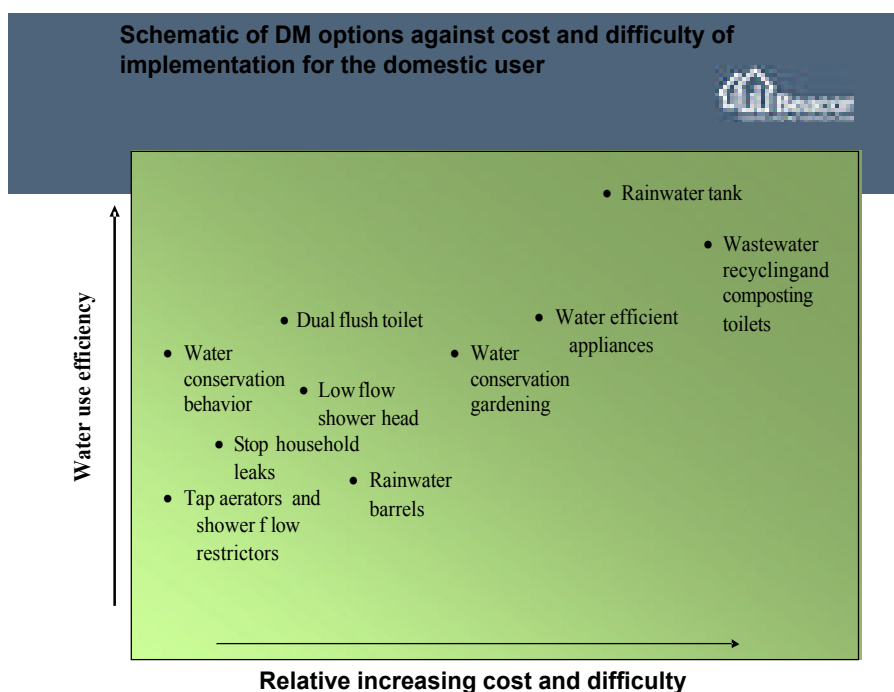 Schematic of DM options against cost and difficulty of
implementation for the domestic user
Beacon
Water use efficiency
• Rainwater tank
• Wastewater
recyclingand
composting
toilets
• Dual flush toilet
• Water efficient
appliances
• Water
conservation
behavior
• Water
conservation
gardening
• Low flow
shower head
• Stop household
leaks
• Rainwater
barrels
• Tap aerators and
shower f low
restrictors
Relative increasing cost and difficulty